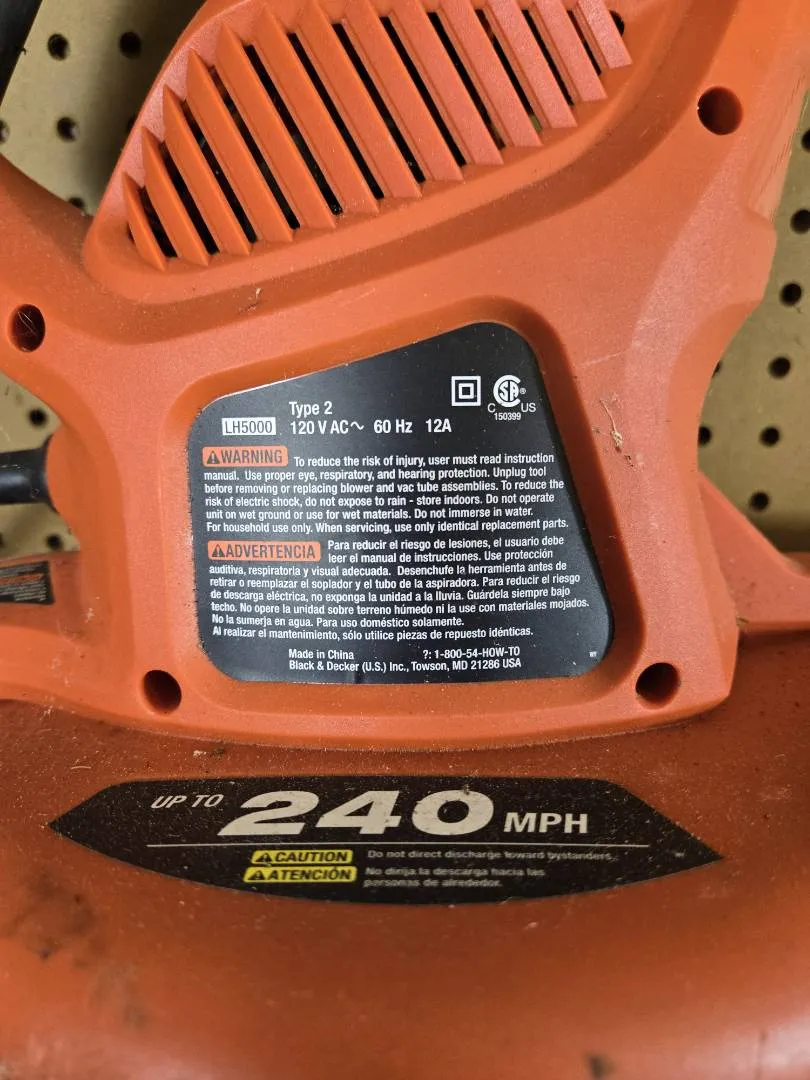 Type 2
LH5000 120 V AC~ 60 Hz 12A
C SA ® US
150399
WARNING To reduce the risk of injury, user must read instruction
manual. Use proper eye, respiratory, and hearing protection. Unplug tool
before removing or replacing blower and vac tube assemblies. To reduce the
risk of electric shock, do not expose to rain - store indoors. Do not operate
unit on wet ground or use for wet materials. Do not immerse in water.
For household use only. When servicing, use only identical replacement parts.
ADVERTENCIA Para reducir el riesgo de lesiones, el usuario debe
leer el manual de instrucciones. Use protección
auditiva, respiratoria y visual adecuada. Desenchufe la herramienta antes de
retirar o reemplazar el soplador y el tubo de la aspiradora. Para reducir el riesgo
de descarga eléctrica, no exponga la unidad a la lluvia. Guárdela siempre bajo
techo. No opere la unidad sobre terreno húmedo ni la use con materiales mojados.
No la sumerja en agua. Para uso doméstico solamente.
Al realizar el mantenimiento, sólo utilice piezas de repuesto idénticas.
Made in China ?: 1-800-54-HOW-TO
Black & Decker (U.S.) Inc., Towson, MD 21286 USA
UP TO 240 MPH
CAUTION Do not direct discharge toward bystanders.
ATENCIÓN No dirija la descarga hacia las
personas de alrededor.